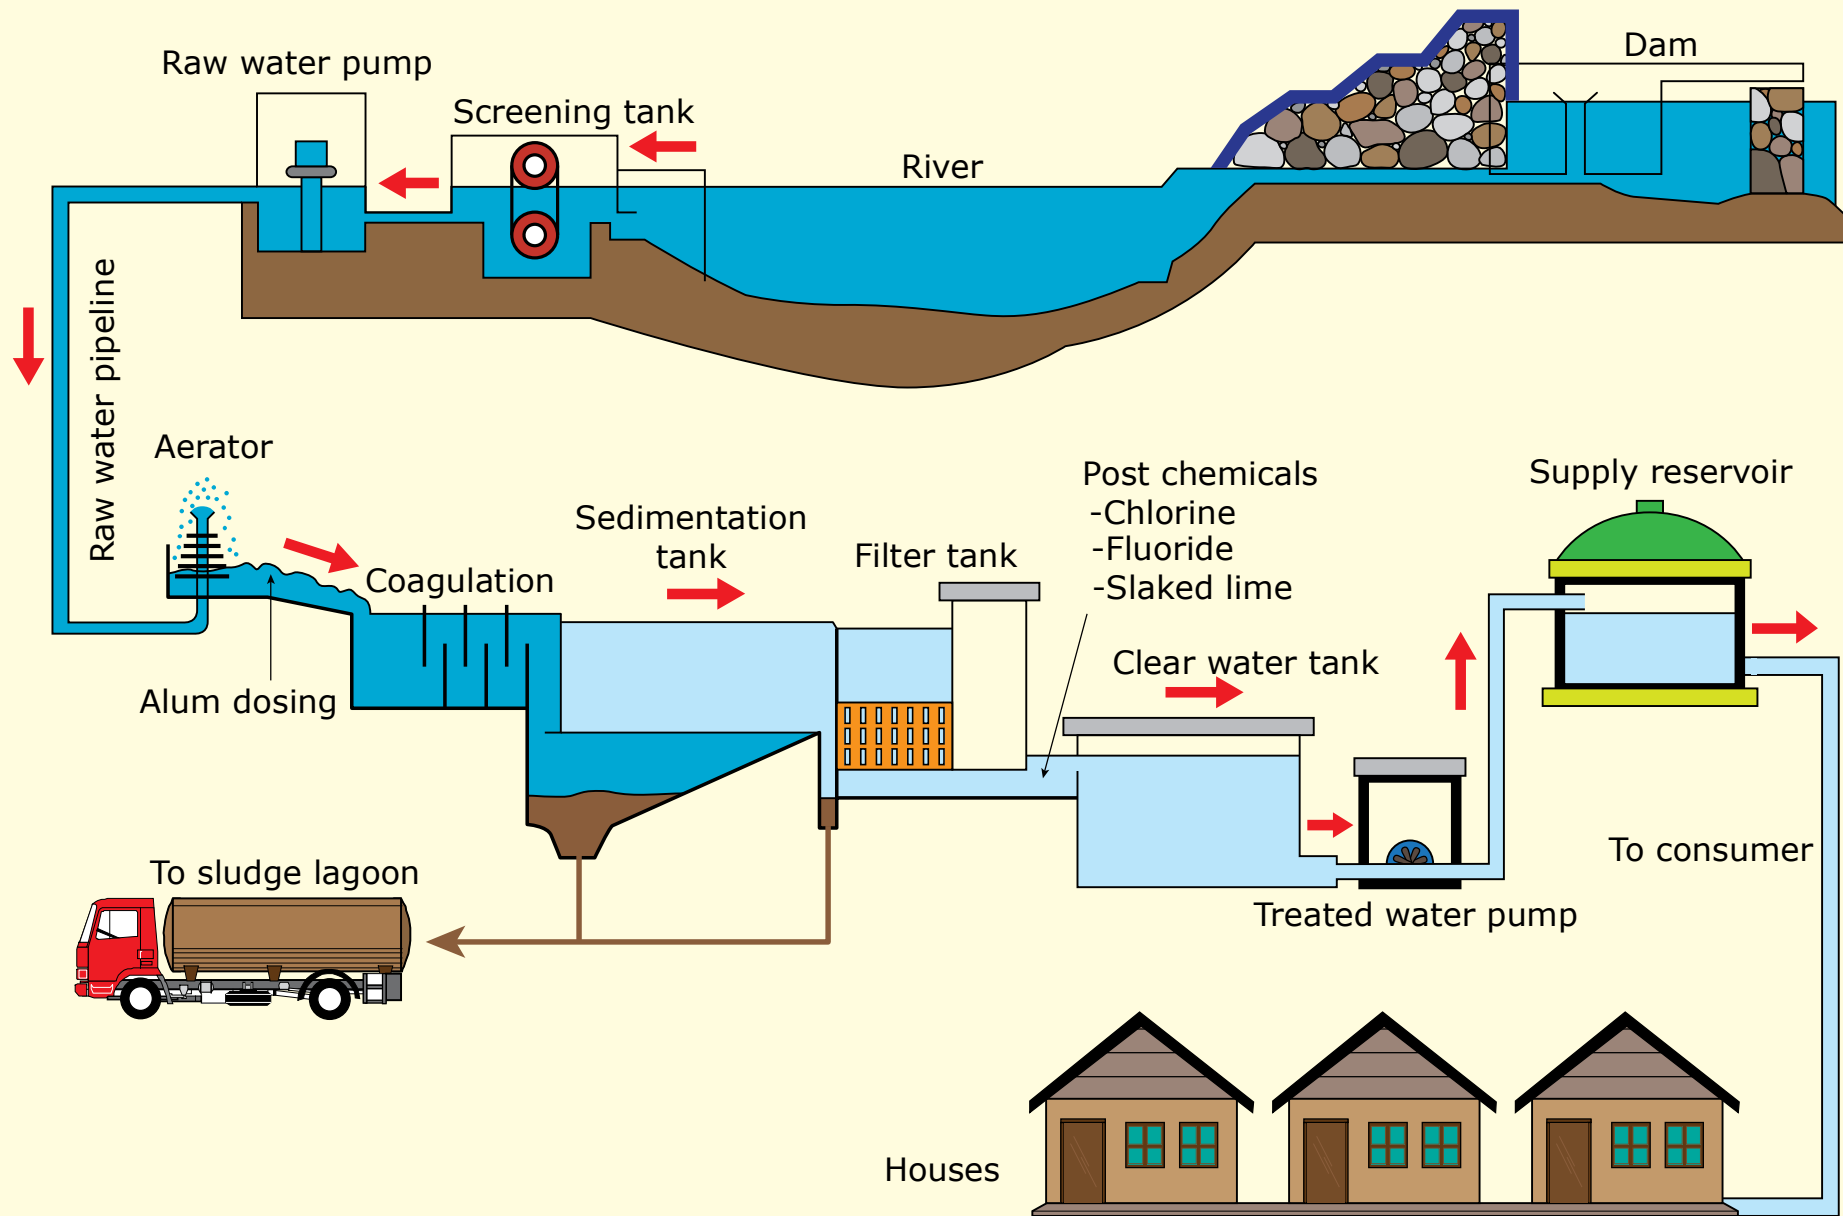 Dam
Raw water pump
Screening tank
River
Raw water pipeline
Aerator
Post chemicals
-Chlorine
-Fluoride
-Slaked lime
Supply reservoir
Sedimentation
tank
Filter tank
Coagulation
Clear water tank
Alum dosing
To consumer
To sludge lagoon
Treated water pump
Houses